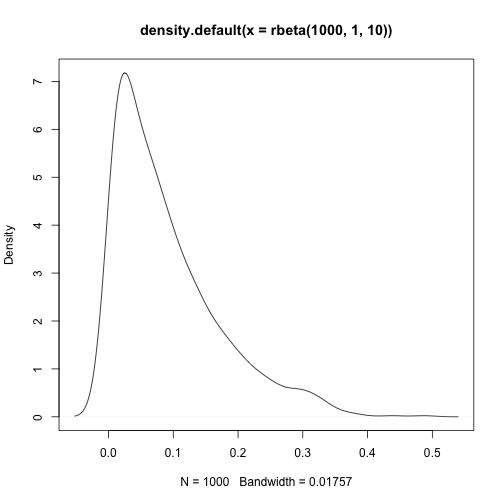 density.default(x = rbeta(1000, 1, 10))
Density
7
6
5
4
3
2
1
0
0.0 0.1 0.2 0.3 0.4 0.5
N = 1000 Bandwidth = 0.01757